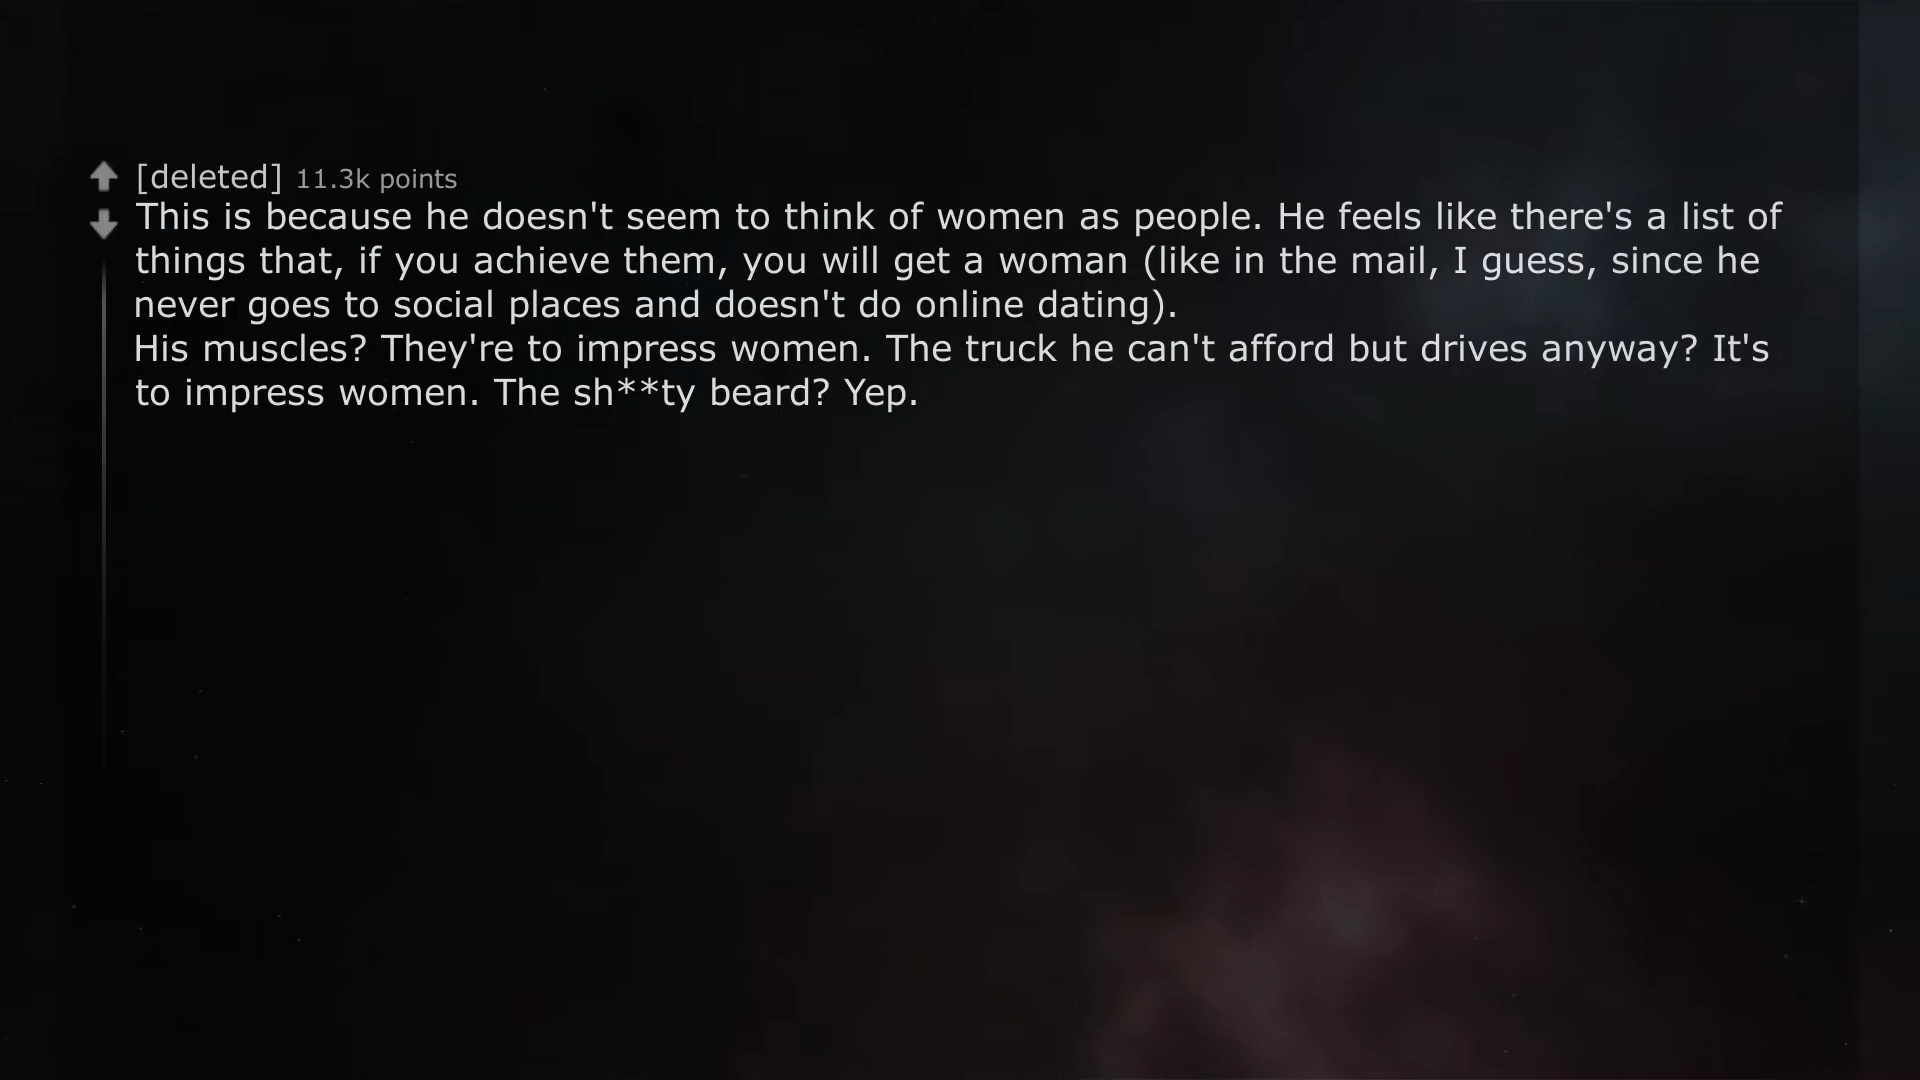 [deleted] 11.3k points
This is because he doesn't seem to think of women as people. He feels like there's a list of
things that, if you achieve them, you will get a woman (like in the mail, I guess, since he
never goes to social places and doesn't do online dating).
His muscles? They're to impress women. The truck he can't afford but drives anyway? It's
to impress women. The sh**ty beard? Yep.